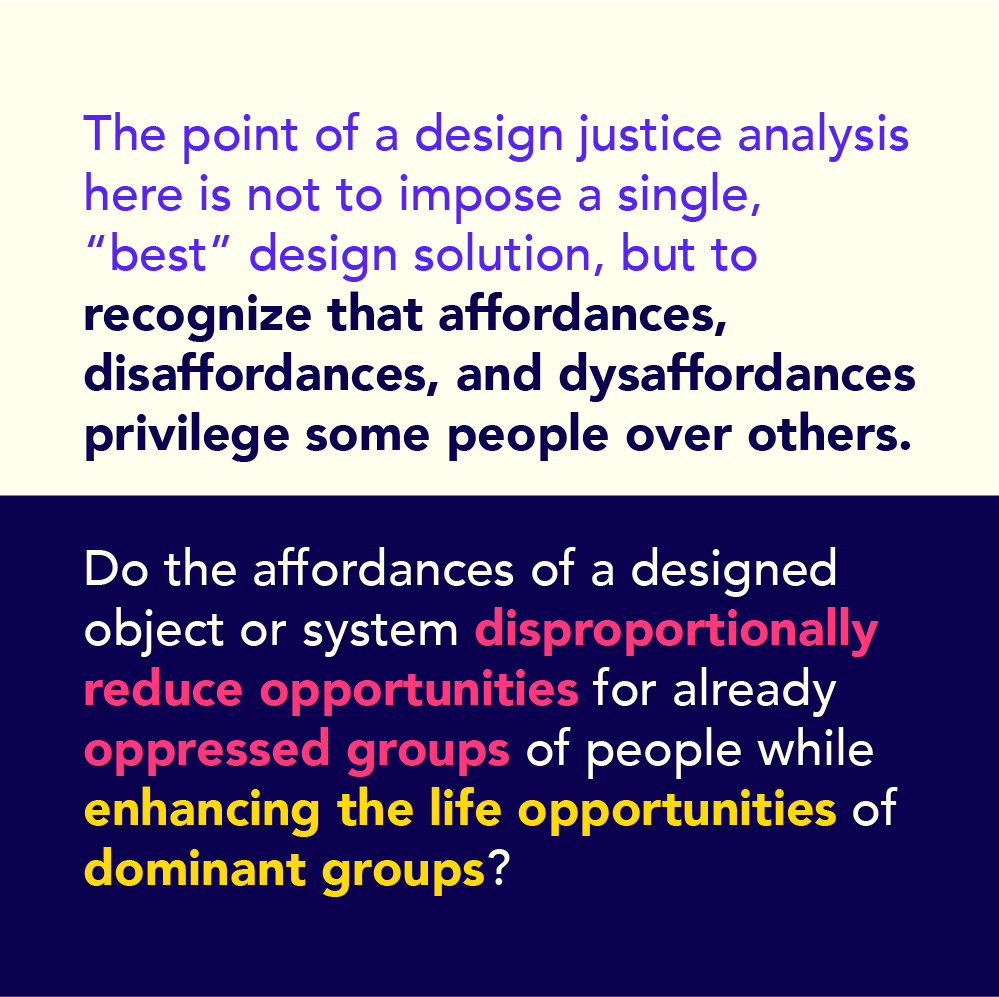 The point of a design justice analysis
here is not to impose a single,
“best” design solution, but to
recognize that affordances,
disaffordances, and dysaffordances
privilege some people over others.
Do the affordances of a designed
object or system disproportionally
reduce opportunities for already
oppressed groups of people while
enhancing the life opportunities of
dominant groups?